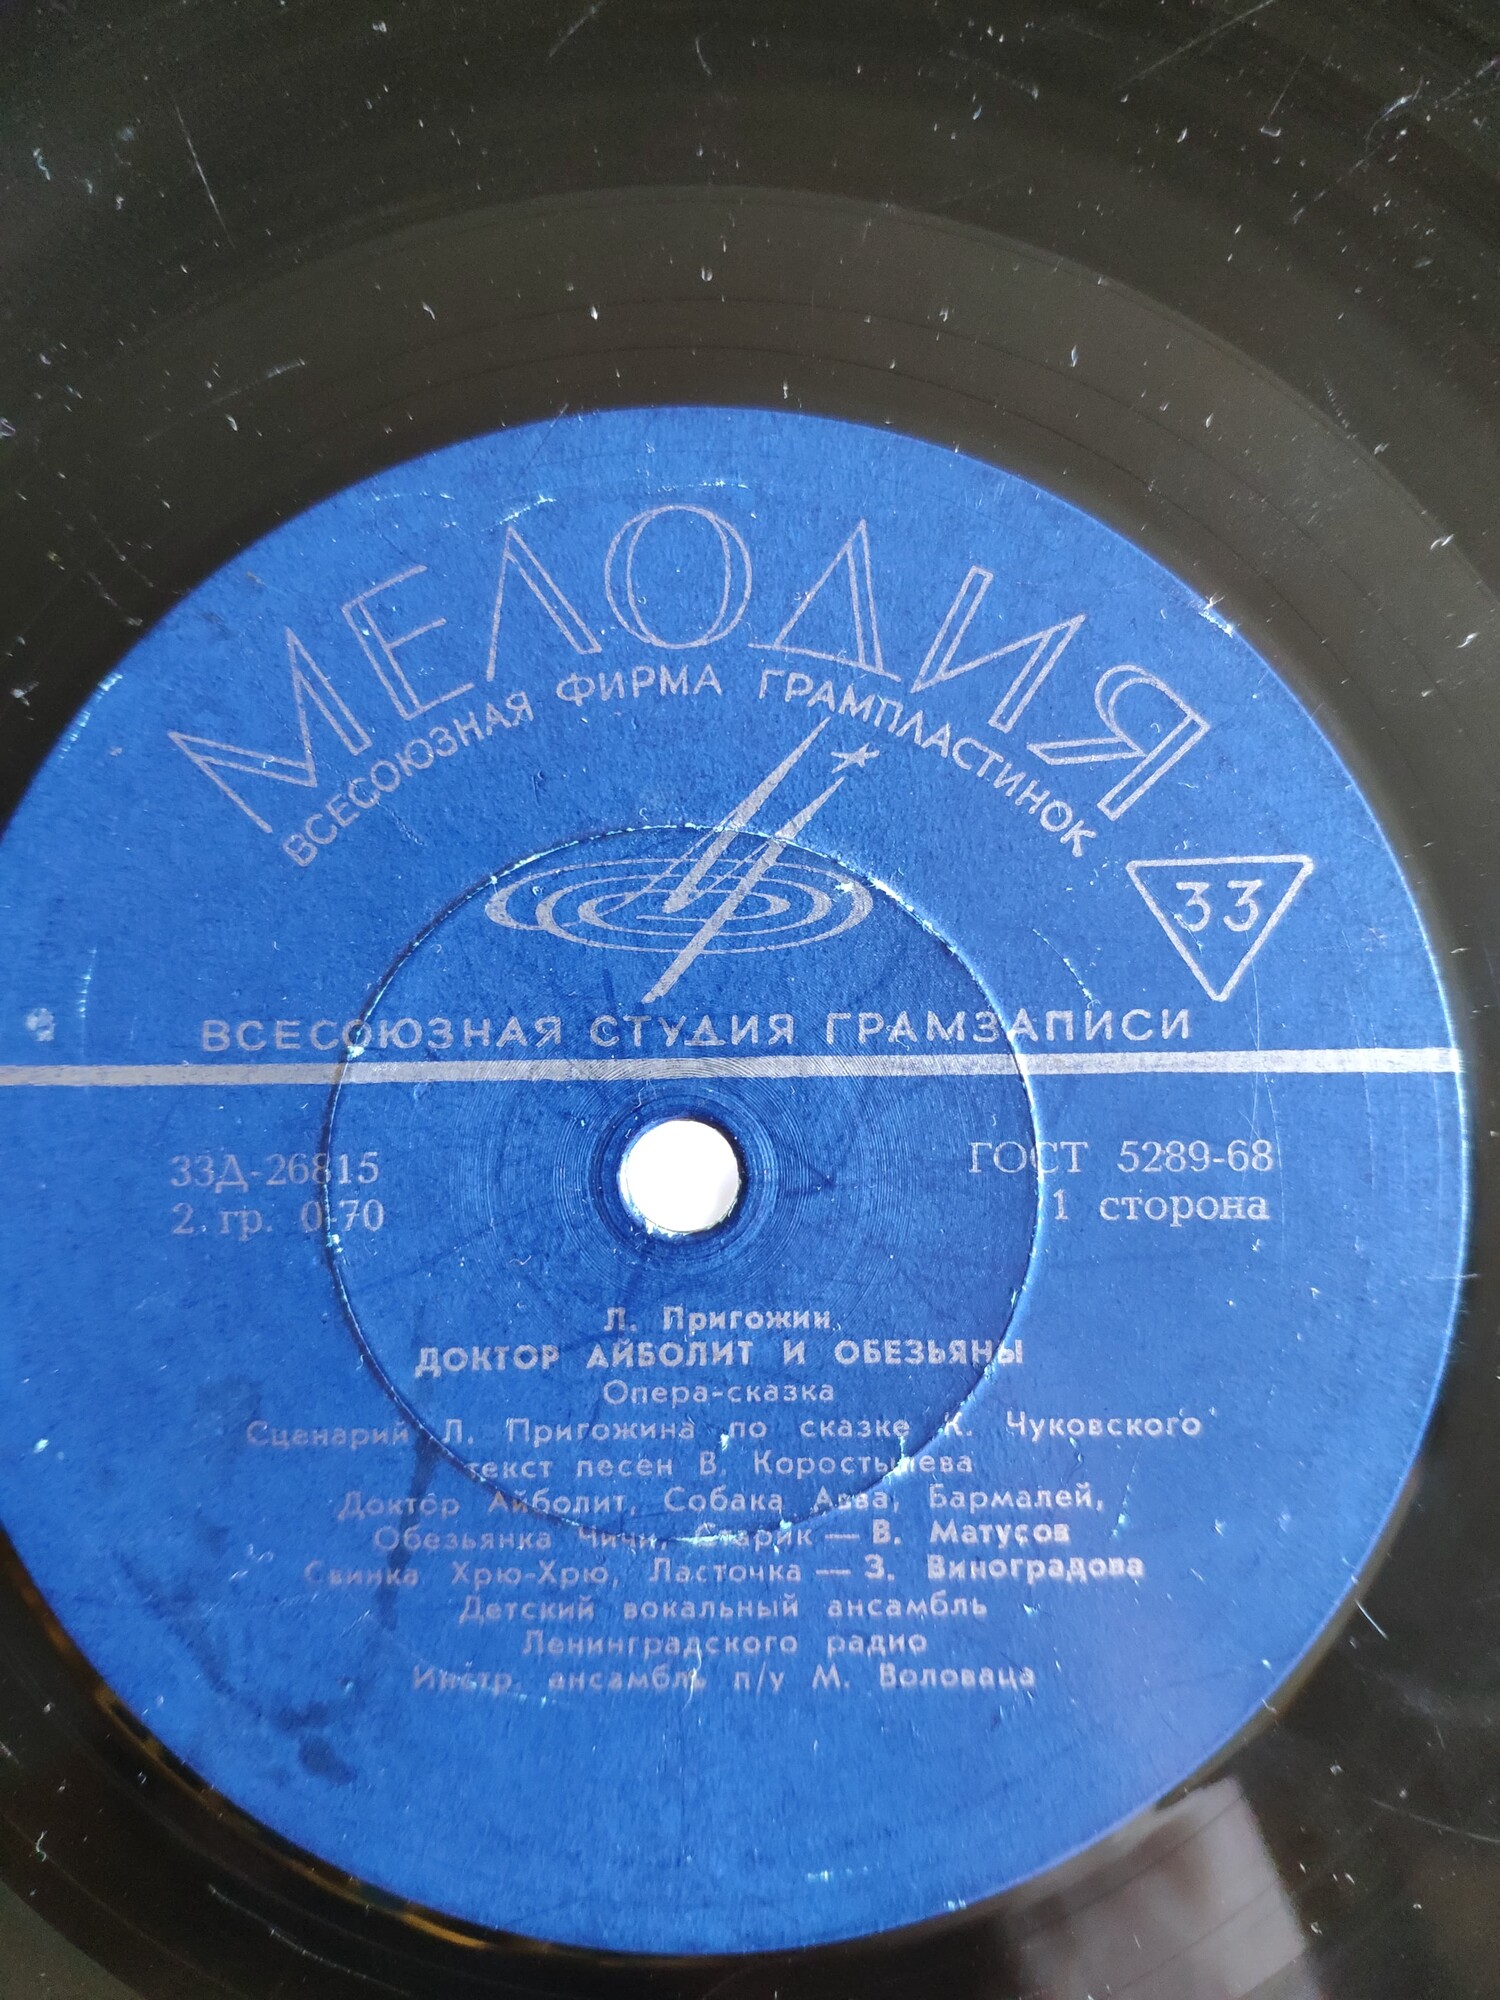 МЕЛОДИЯ
ВСЕСОЮЗНАЯ ФИРМА ГРАМПЛАСТИНОК
33
ВСЕСОЮЗНАЯ СТУДИЯ ГРАМЗАПИСИ
33Д-26815
2 гр. 0-70
ГОСТ 5289-68
1 сторона
Л. Пригожин
ДОКТОР АЙБОЛИТ И ОБЕЗЬЯНЫ
Опера-сказка
Сценарий Л. Пригожина по сказке К. Чуковского
текст песен В. Коростылева
Доктор Айболит, Собака Авва, Бармалей,
Обезьянка Чичи, Старик — В. Матусов
Свинка Хрю-Хрю, Ласточка — З. Виноградова
Детский вокальный ансамбль
Ленинградского радио
Инстр. ансамбль п/у М. Воловаца